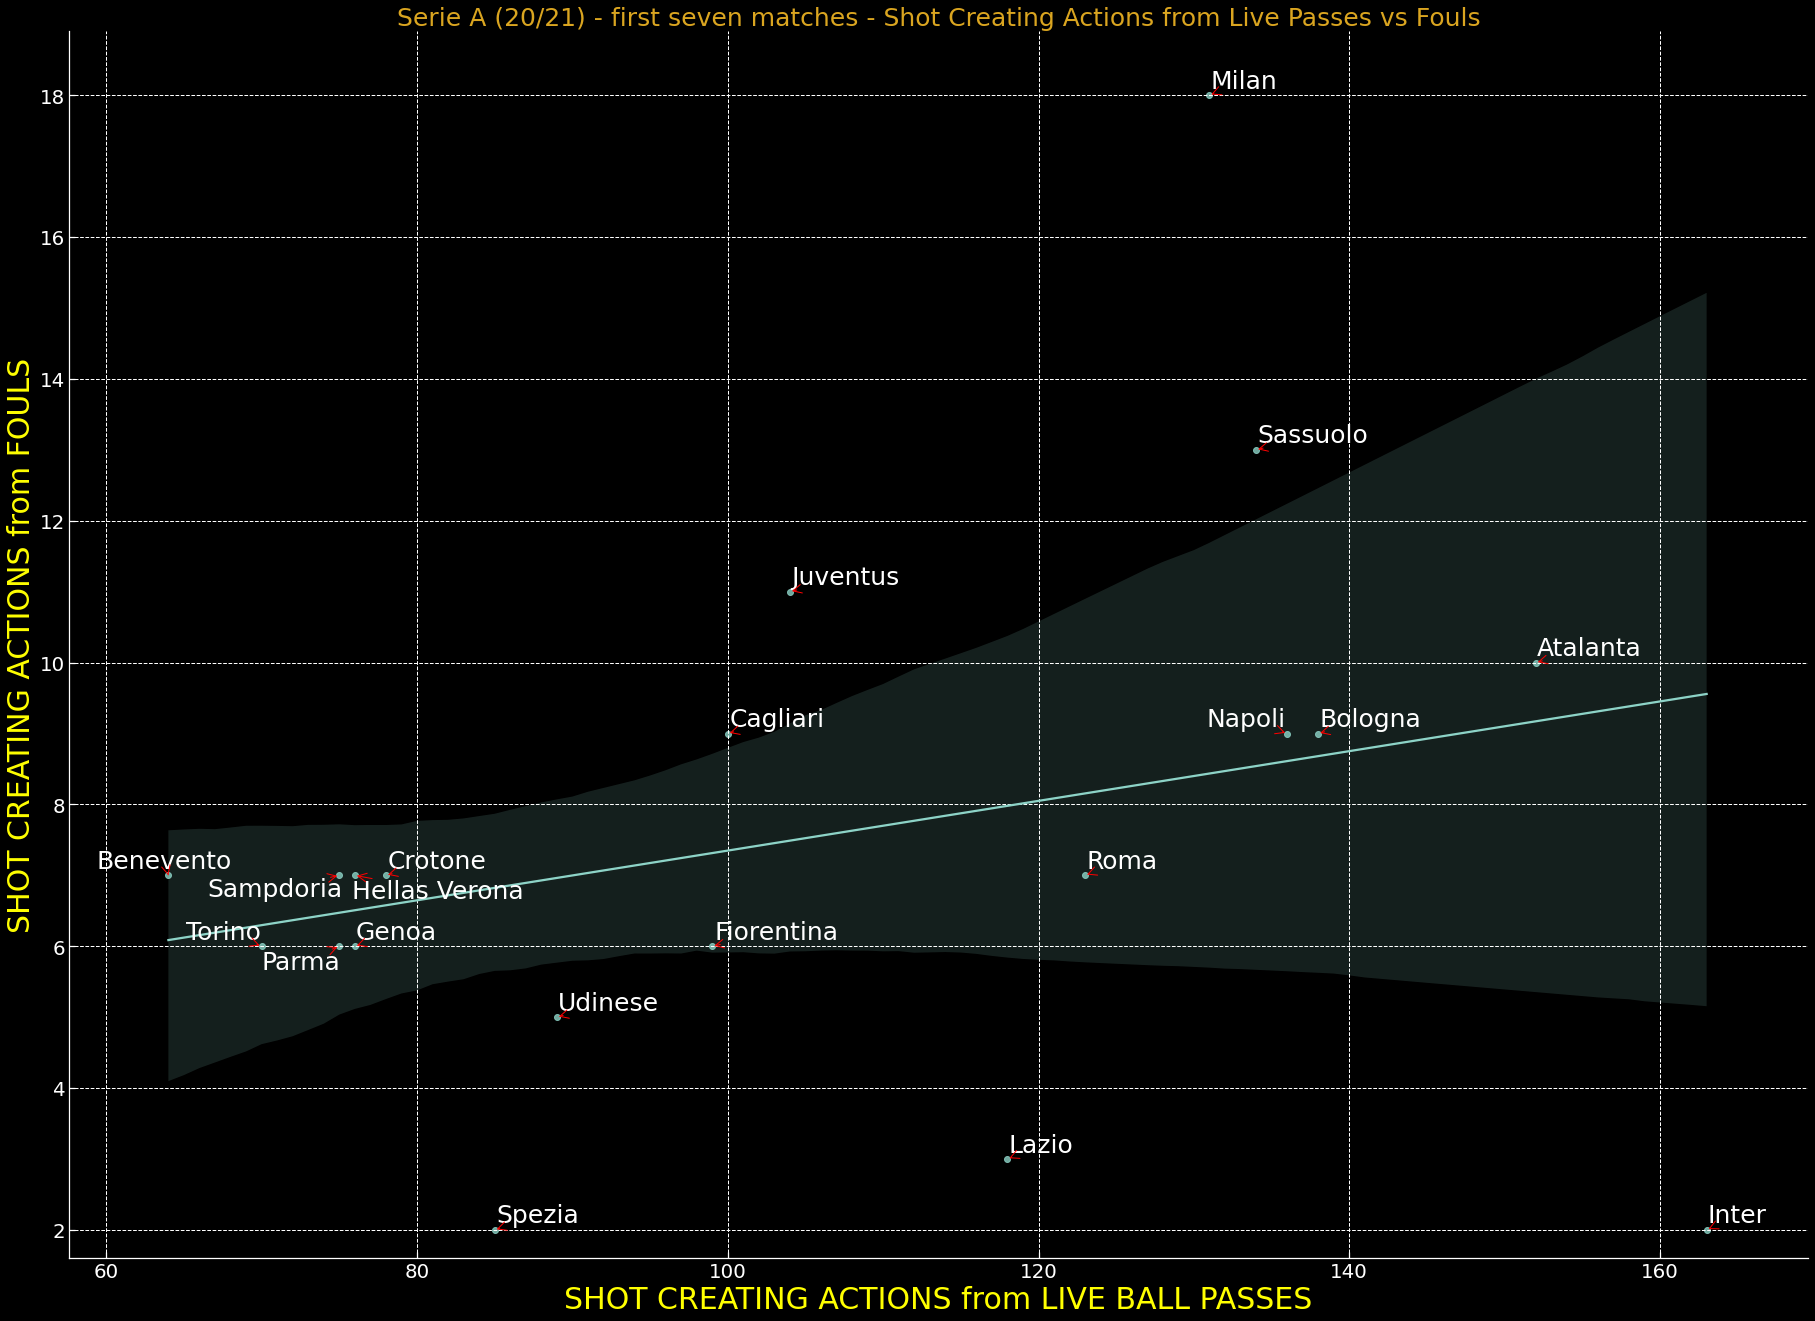 Serie A (20/21) - first seven matches - Shot Creating Actions from Live Passes vs Fouls
SHOT CREATING ACTIONS from FOULS
18
16
14
12
10
8
6
4
2
Milan
Sassuolo
Juventus
Atalanta
Cagliari
Napoli
Bologna
Benevento
Crotone
Roma
Sampdoria
Hellas Verona
Torino
Genoa
Fiorentina
Parma
Udinese
Lazio
Spezia
Inter
60
80
100
120
140
160
SHOT CREATING ACTIONS from LIVE BALL PASSES